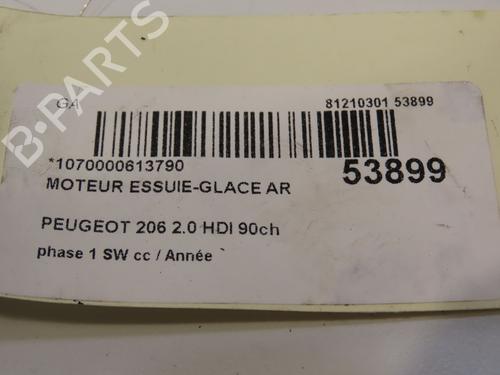 GA
81210301 53899
*1070000613790
53899
MOTEUR ESSUIE-GLACE AR
PEUGEOT 206 2.0 HDI 90ch
phase 1 SW cc / Année
B-PARTS